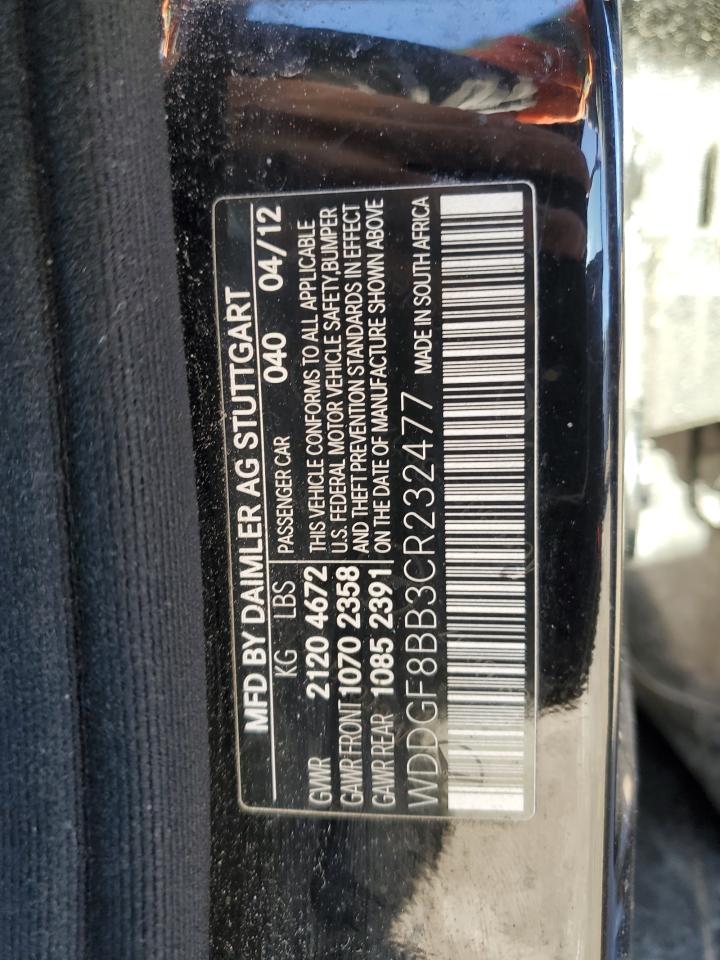 MFD BY DAIMLER AG STUTTGART
KG LBS PASSENGER CAR 040 04/12
GVWR 2120 4672 THIS VEHICLE CONFORMS TO ALL APPLICABLE
U.S. FEDERAL MOTOR VEHICLE SAFETY,BUMPER
GAWR FRONT 1070 2358 AND THEFT PREVENTION STANDARDS IN EFFECT
GAWR REAR 1085 2391 ON THE DATE OF MANUFACTURE SHOWN ABOVE
WDDGF8BB3CR232477 MADE IN SOUTH AFRICA